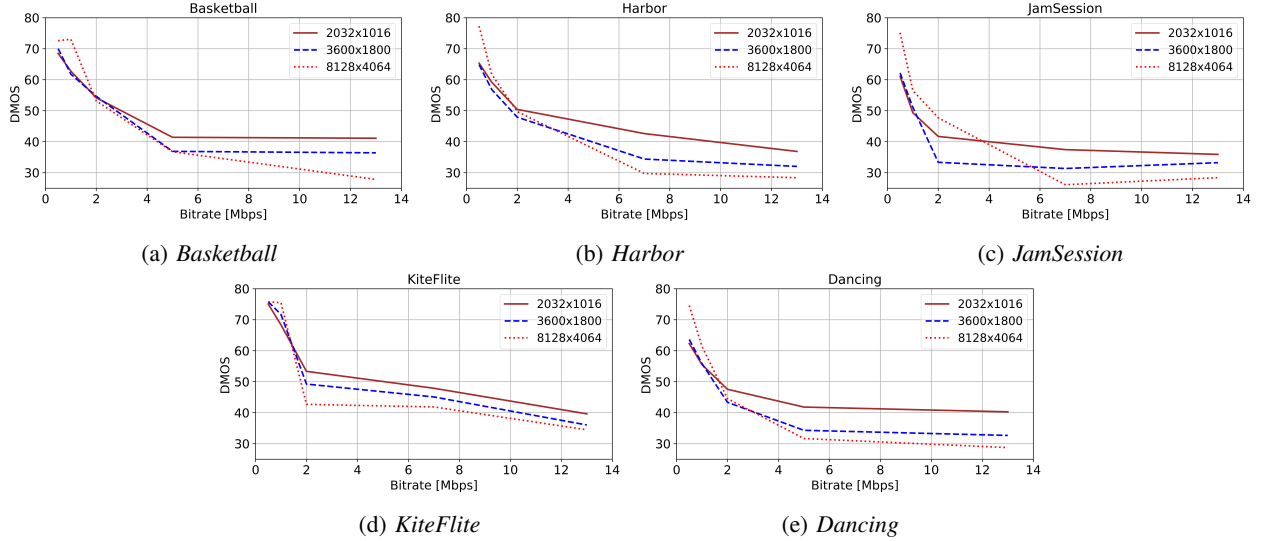 Basketball
80
70
60
50
40
30
DMOS
0 2 4 6 8 10 12 14
Bitrate [Mbps]
2032x1016
3600x1800
8128x4064
(a) Basketball
Harbor
80
70
60
50
40
30
DMOS
0 2 4 6 8 10 12 14
Bitrate [Mbps]
2032x1016
3600x1800
8128x4064
(b) Harbor
JamSession
80
70
60
50
40
30
DMOS
0 2 4 6 8 10 12 14
Bitrate [Mbps]
2032x1016
3600x1800
8128x4064
(c) JamSession
KiteFlite
80
70
60
50
40
30
DMOS
0 2 4 6 8 10 12 14
Bitrate [Mbps]
2032x1016
3600x1800
8128x4064
(d) KiteFlite
Dancing
80
70
60
50
40
30
DMOS
0 2 4 6 8 10 12 14
Bitrate [Mbps]
2032x1016
3600x1800
8128x4064
(e) Dancing